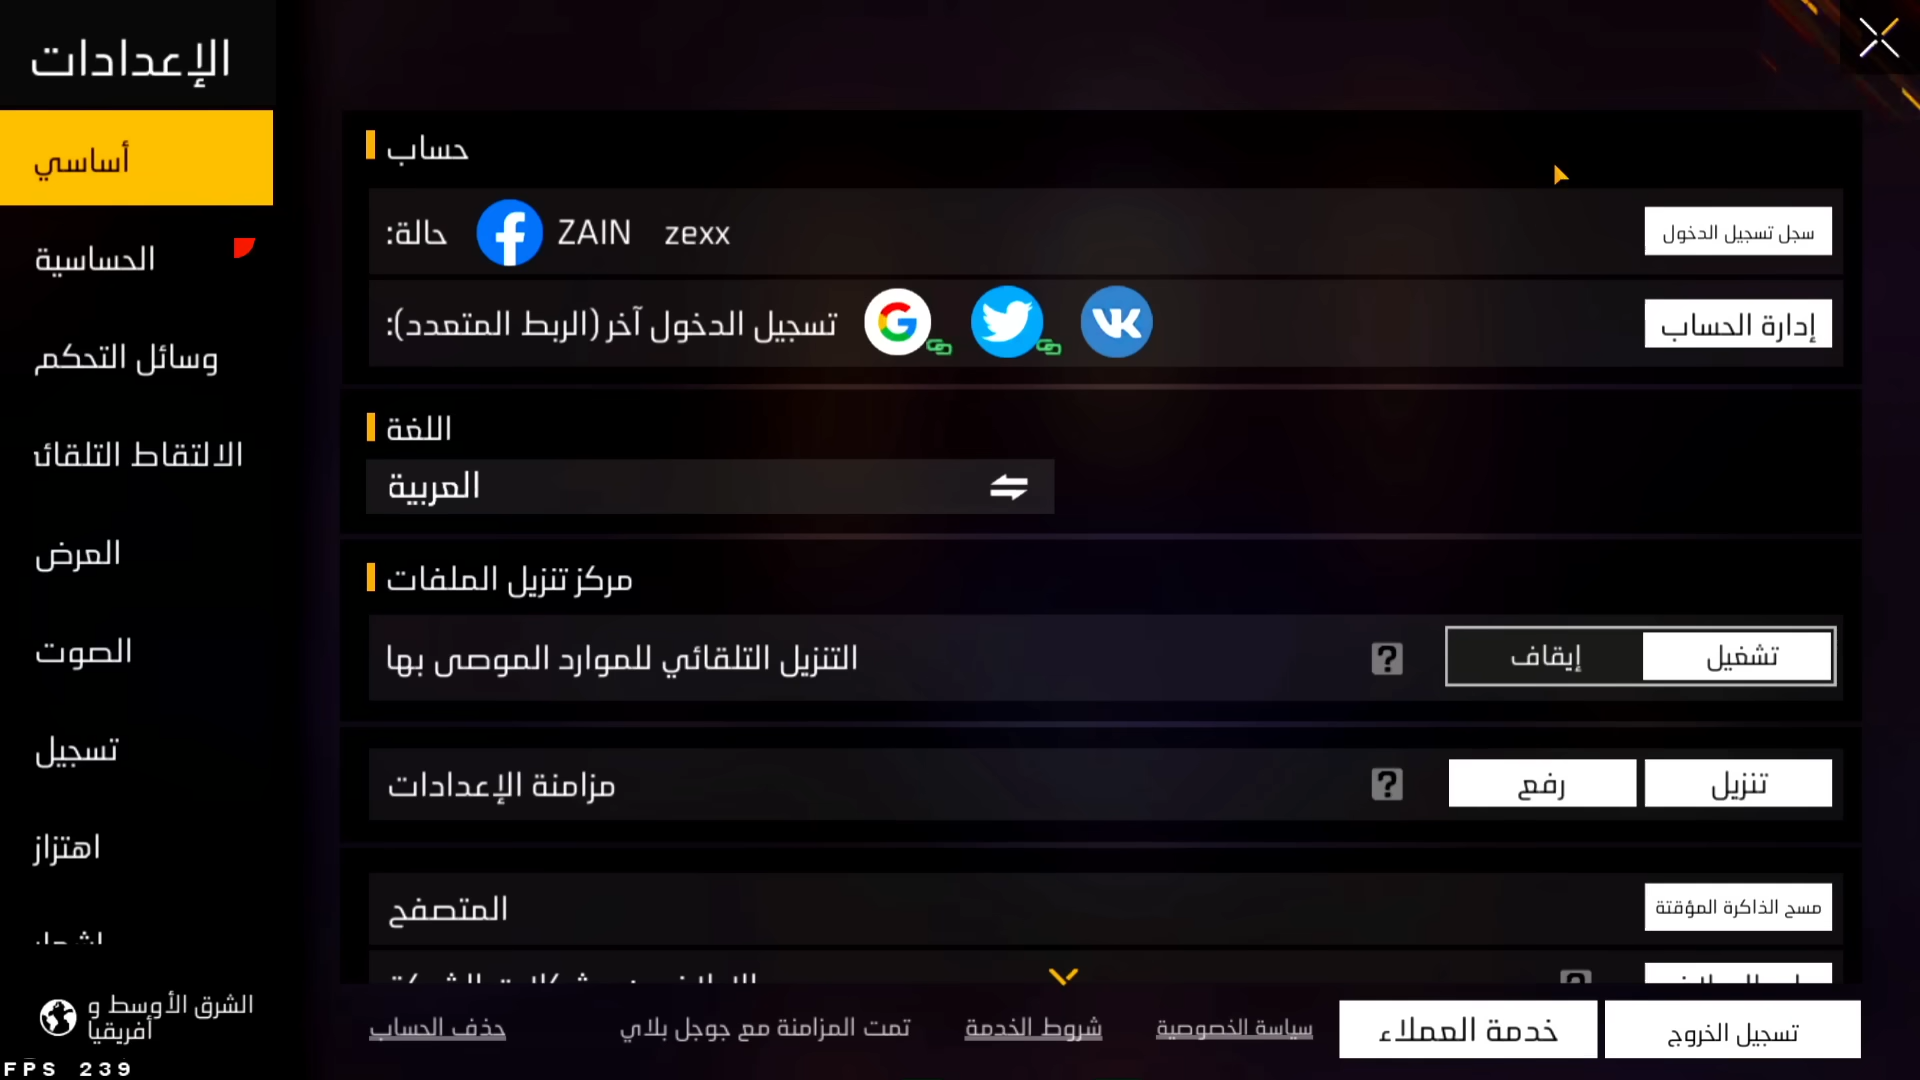 الإعدادات
أساسي
الحساسية
وسائل التحكم
الالتقاط التلقائ
العرض
الصوت
تسجيل
اهتزاز
الشرق الأوسط و
أفريقيا
FPS 239
حساب
حالة:
ZAIN zexx
سجل تسجيل الدخول
تسجيل الدخول آخر (الربط المتعدد):
إدارة الحساب
اللغة
العربية
مركز تنزيل الملفات
التنزيل التلقائي للموارد الموصى بها
?
إيقاف
تشغيل
مزامنة الإعدادات
?
رفع
تنزيل
المتصفح
مسح الذاكرة المؤقتة
حذف الحساب
تمت المزامنة مع جوجل بلاي
شروط الخدمة
سياسة الخصوصية
خدمة العملاء
تسجيل الخروج